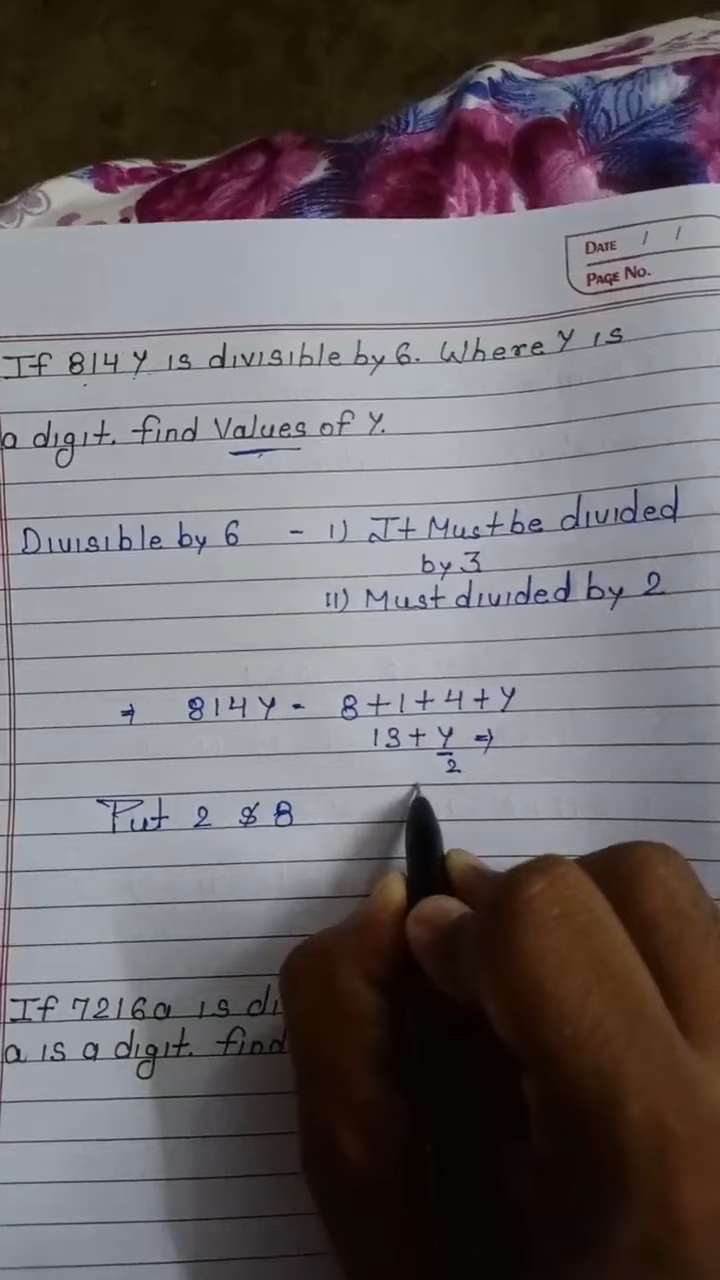 DATE / /
PAGE NO.
If 814Y is divisible by 6. Where Y is
a digit. find Values of Y.
Divisible by 6 - i) It Must be divided
by 3
ii) Must divided by 2
⇒ 814Y - 8+1+4+Y
13+Y/2 ⇒
Put 2 & 8
If 7216a is di
a is a digit. find